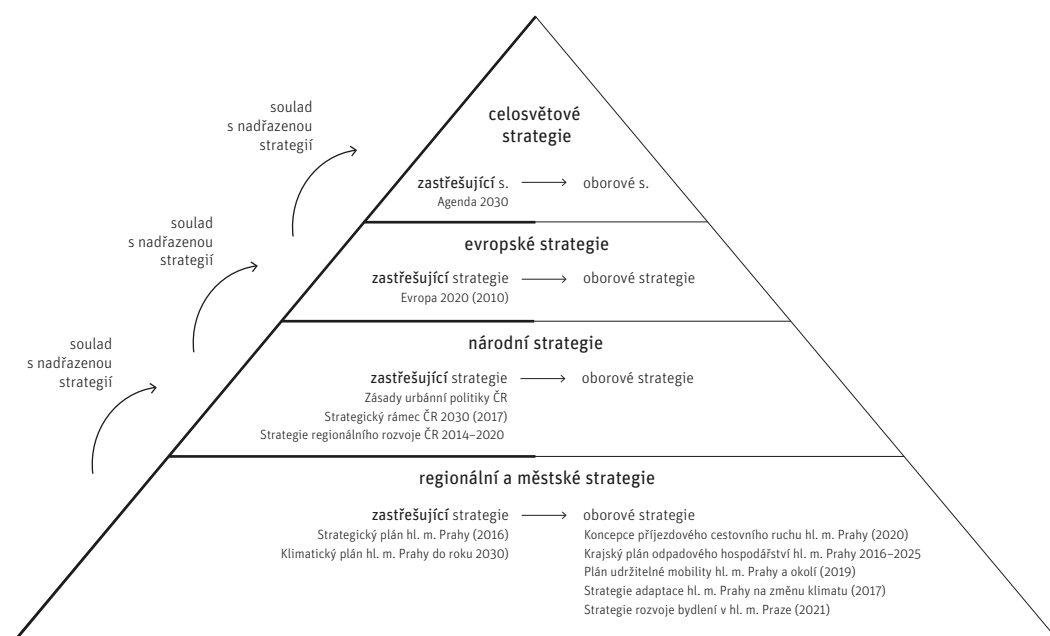 celosvětové
strategie
soulad
s nadřazenou
strategií
zastřešující s.
oborové s.
Agenda 2030
soulad
s nadřazenou
strategií
evropské strategie
zastřešující strategie
oborové strategie
Evropa 2020 (2010)
soulad
s nadřazenou
strategií
národní strategie
zastřešující strategie
oborové strategie
Zásady urbánní politiky ČR
Strategický rámec ČR 2030 (2017)
Strategie regionálního rozvoje ČR 2014–2020
regionální a městské strategie
zastřešující strategie
Strategický plán hl. m. Prahy (2016)
Klimatický plán hl. m. Prahy do roku 2030)
oborové strategie
Koncepce příjezdového cestovního ruchu hl. m. Prahy (2020)
Krajský plán odpadového hospodářství hl. m. Prahy 2016–2025
Plán udržitelné mobility hl. m. Prahy a okolí (2019)
Strategie adaptace hl. m. Prahy na změnu klimatu (2017)
Strategie rozvoje bydlení v hl. m. Praze (2021)